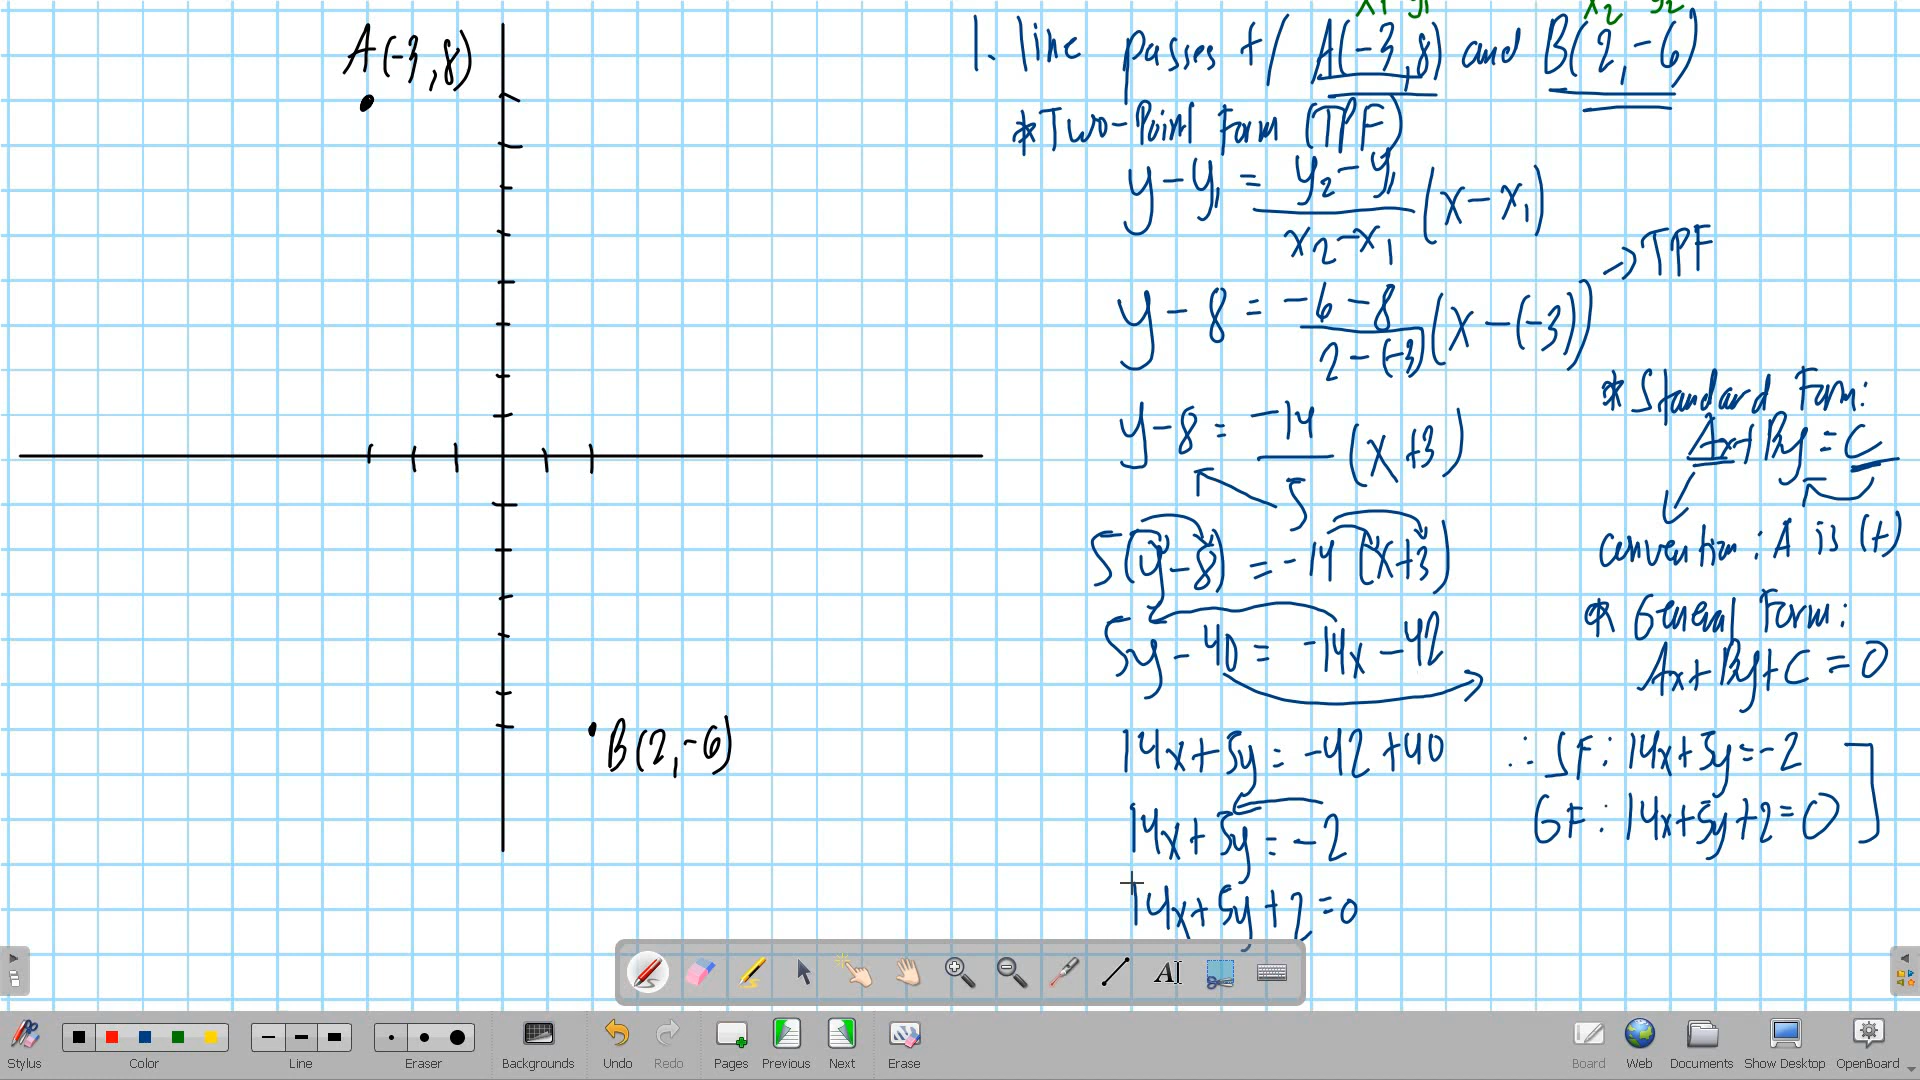 A(-3,8)
B(2,-6)
x1 y1 x2 y2
1. line passes t/ A(-3,8) and B(2,-6)
*Two-Point Form (TPF)
y-y1 = y2-y1 / x2-x1 (x-x1)
y-8 = -6-8 / 2-(-3) (x-(-3)) → TPF
y-8 = -14 / 5 (x+3)
5(y-8) = -14(x+3)
5y-40 = -14x-42
14x+5y = -42+40
14x+5y = -2
14x+5y+2=0
* Standard Form:
Ax+By=C
convention: A is (+)
* General Form:
Ax+By+C=0
∴ SF: 14x+5y=-2
GF: 14x+5y+2=0
Stylus
Color
Line
Eraser
Backgrounds
Undo
Redo
Pages
Previous
Next
Erase
Board
Web
Documents
Show Desktop
OpenBoard